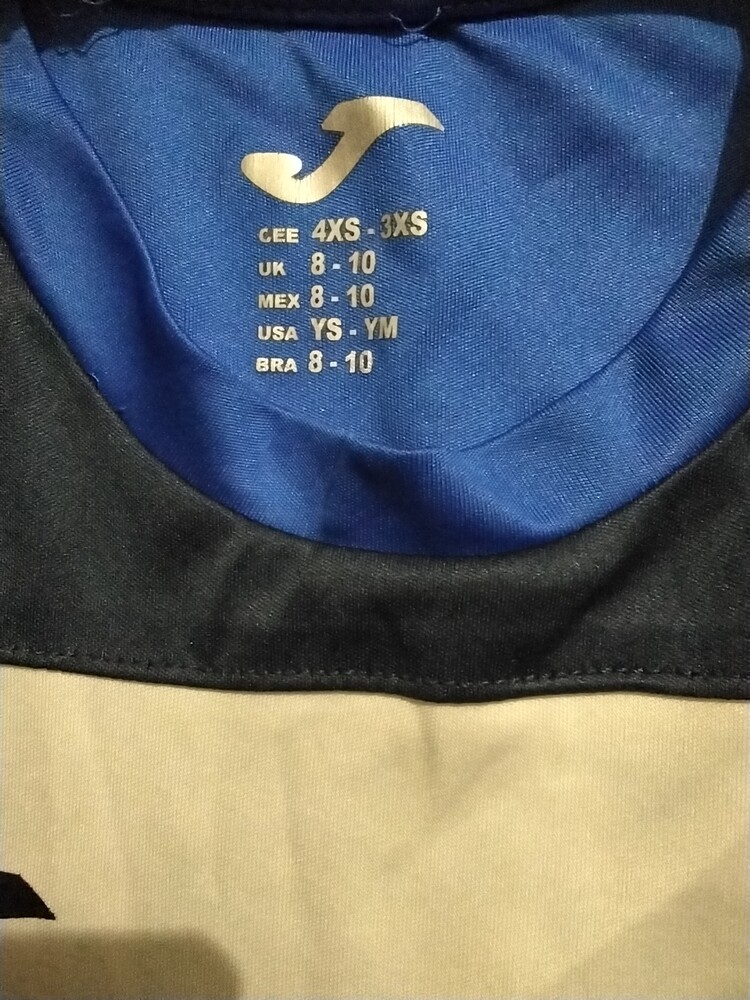 CEE 4XS - 3XS
UK 8 - 10
MEX 8 - 10
USA YS - YM
BRA 8 - 10